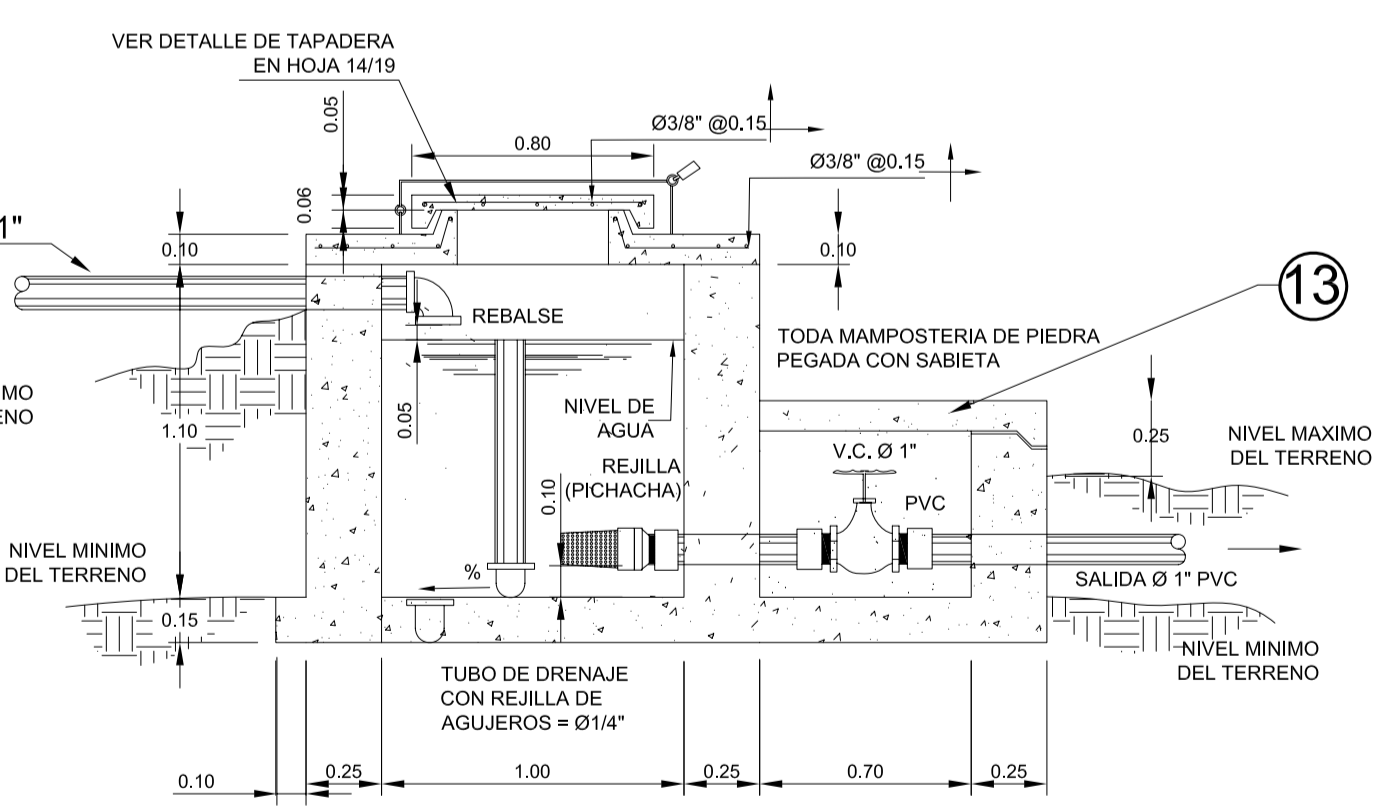 VER DETALLE DE TAPADERA
EN HOJA 14/19
0.05
Ø3/8" @0.15
0.80
Ø3/8" @0.15
0.06
1"
0.10
0.10
13
REBALSE
TODA MAMPOSTERIA DE PIEDRA
PEGADA CON SABIETA
1.10
0.05
NIVEL DE
AGUA
0.25
NIVEL MAXIMO
DEL TERRENO
V.C. Ø 1"
REJILLA
(PICHACHA)
0.10
PVC
NIVEL MINIMO
DEL TERRENO
%
SALIDA Ø 1" PVC
0.15
NIVEL MINIMO
DEL TERRENO
TUBO DE DRENAJE
CON REJILLA DE
AGUJEROS = Ø1/4"
0.10
0.25
1.00
0.25
0.70
0.25